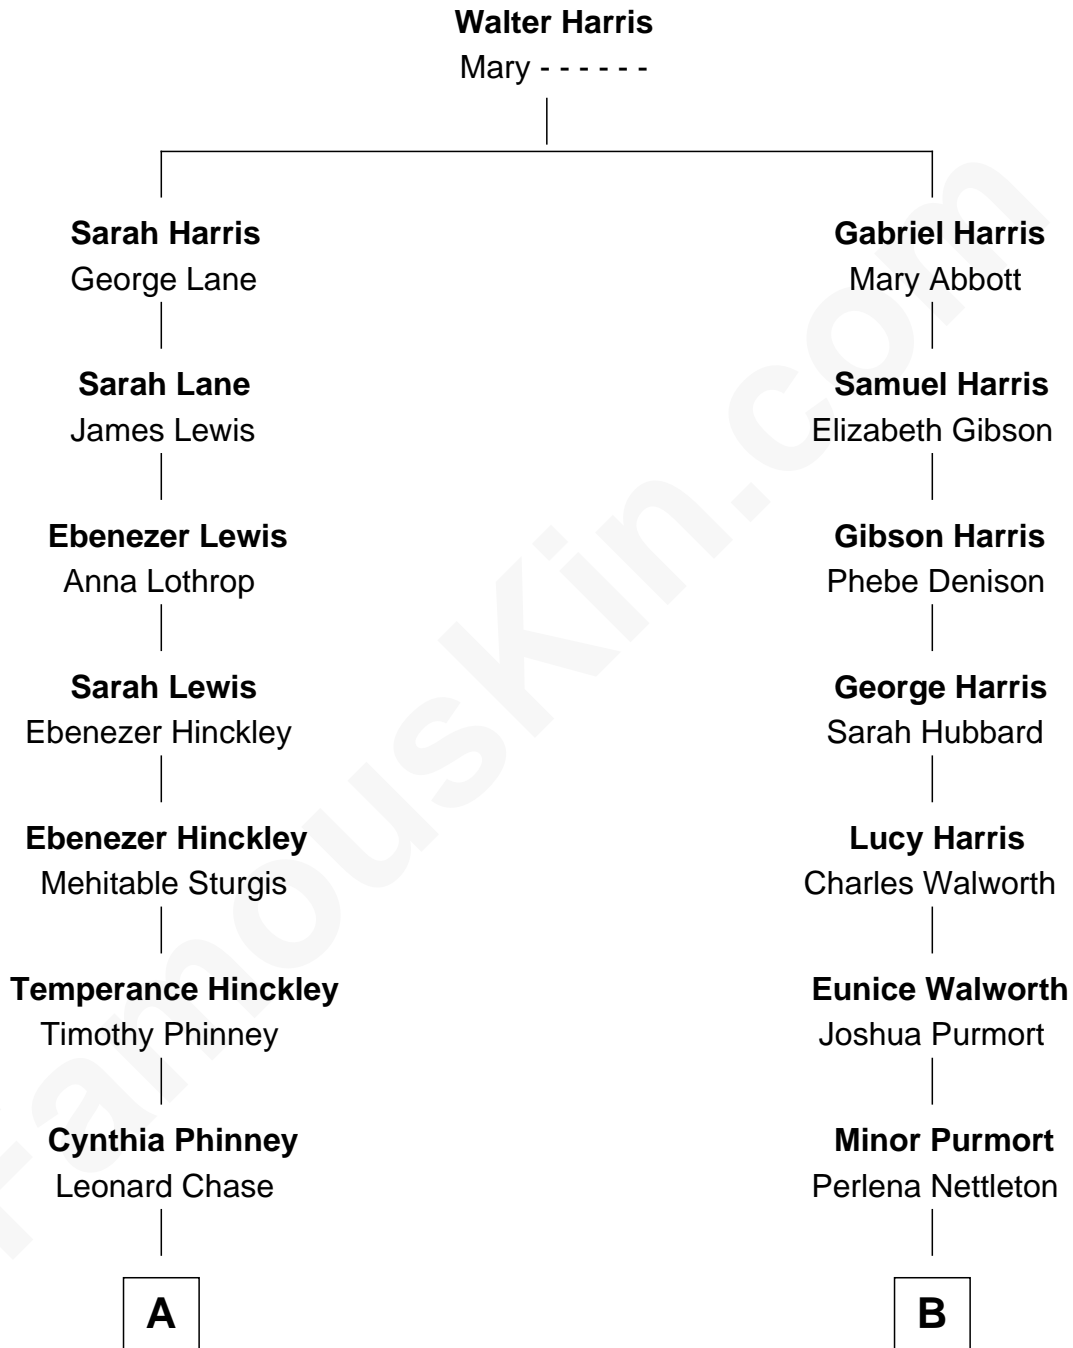 Walter Harris
Mary - - - - - -
Sarah Harris
George Lane
Gabriel Harris
Mary Abbott
Sarah Lane
James Lewis
Samuel Harris
Elizabeth Gibson
Ebenezer Lewis
Anna Lothrop
Gibson Harris
Phebe Denison
Sarah Lewis
Ebenezer Hinckley
George Harris
Sarah Hubbard
Ebenezer Hinckley
Mehitable Sturgis
Lucy Harris
Charles Walworth
Temperance Hinckley
Timothy Phinney
Eunice Walworth
Joshua Purmort
Cynthia Phinney
Leonard Chase
Minor Purmort
Perlena Nettleton
A
B
FamousKin.com